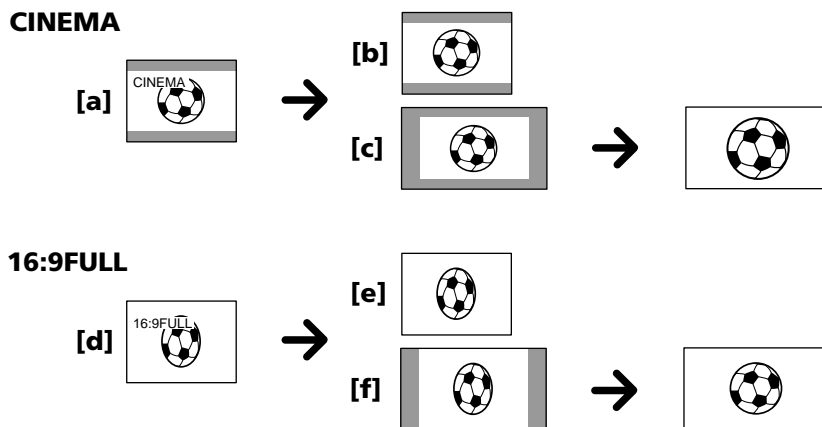 CINEMA
[a]
CINEMA
[b]
[c]
16:9FULL
[d]
16:9FULL
[e]
[f]